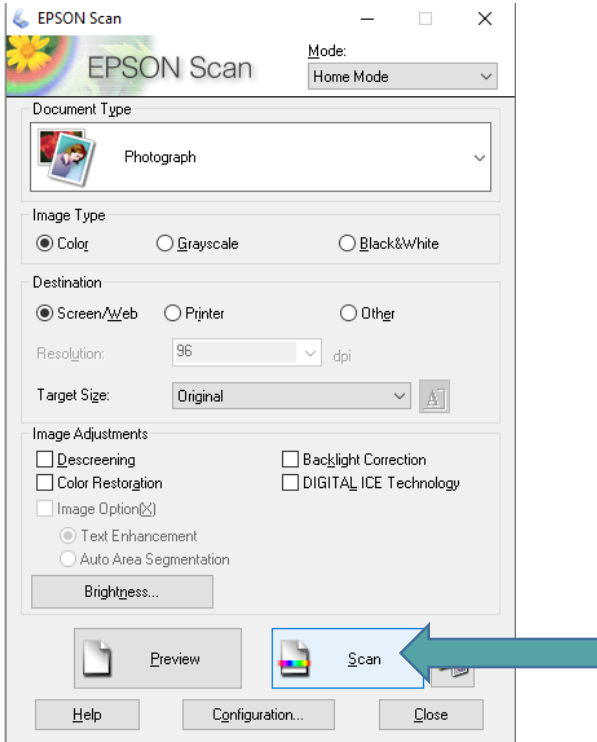 EPSON Scan
EPSON Scan
Mode:
Home Mode
Document Type
Photograph
Image Type
Color
Grayscale
Black&White
Destination
Screen/Web
Printer
Other
Resolution:
96
dpi
Target Size:
Original
Image Adjustments
Descreening
Backlight Correction
Color Restoration
DIGITAL ICE Technology
Image Option(X)
Text Enhancement
Auto Area Segmentation
Brightness...
Preview
Scan
Help
Configuration...
Close